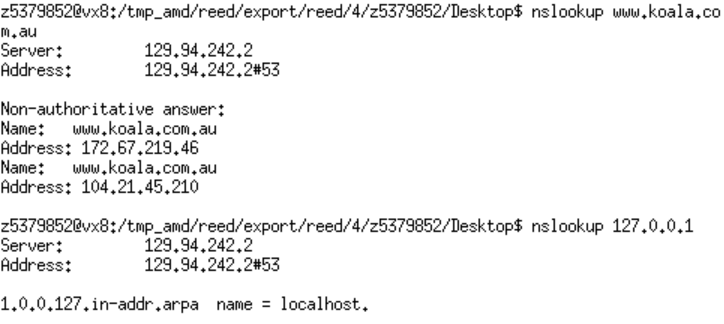 z5379852@vx8:/tmp_amd/reed/export/reed/4/z5379852/Desktop$ nslookup www.koala.co
m.au
Server: 129.94.242.2
Address: 129.94.242.2#53
Non-authoritative answer:
Name: www.koala.com.au
Address: 172.67.219.46
Name: www.koala.com.au
Address: 104.21.45.210
z5379852@vx8:/tmp_amd/reed/export/reed/4/z5379852/Desktop$ nslookup 127.0.0.1
Server: 129.94.242.2
Address: 129.94.242.2#53
1.0.0.127.in-addr.arpa name = localhost.